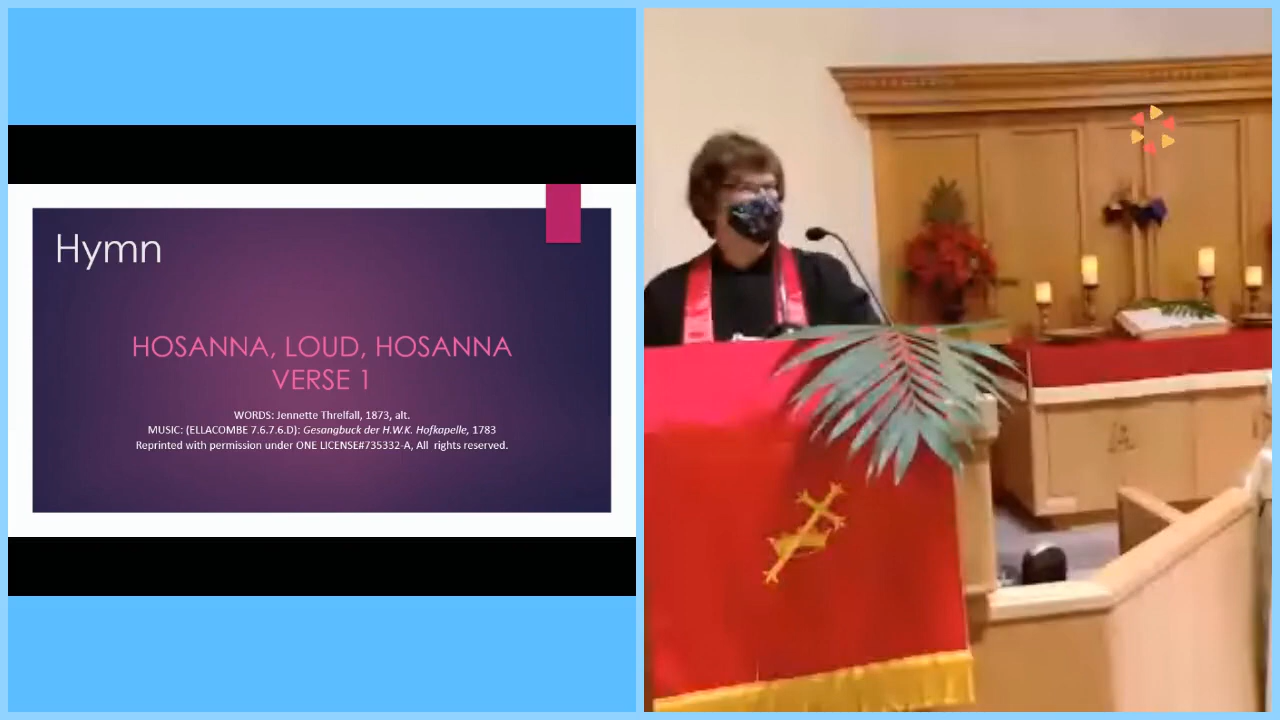 Hymn
HOSANNA, LOUD, HOSANNA
VERSE 1
WORDS: Jennette Threlfall, 1873, alt.
MUSIC: (ELLACOMBE 7.6.7.6.D): Gesangbuck der H.W.K. Hofkapelle, 1783
Reprinted with permission under ONE LICENSE#735332-A, All rights reserved.